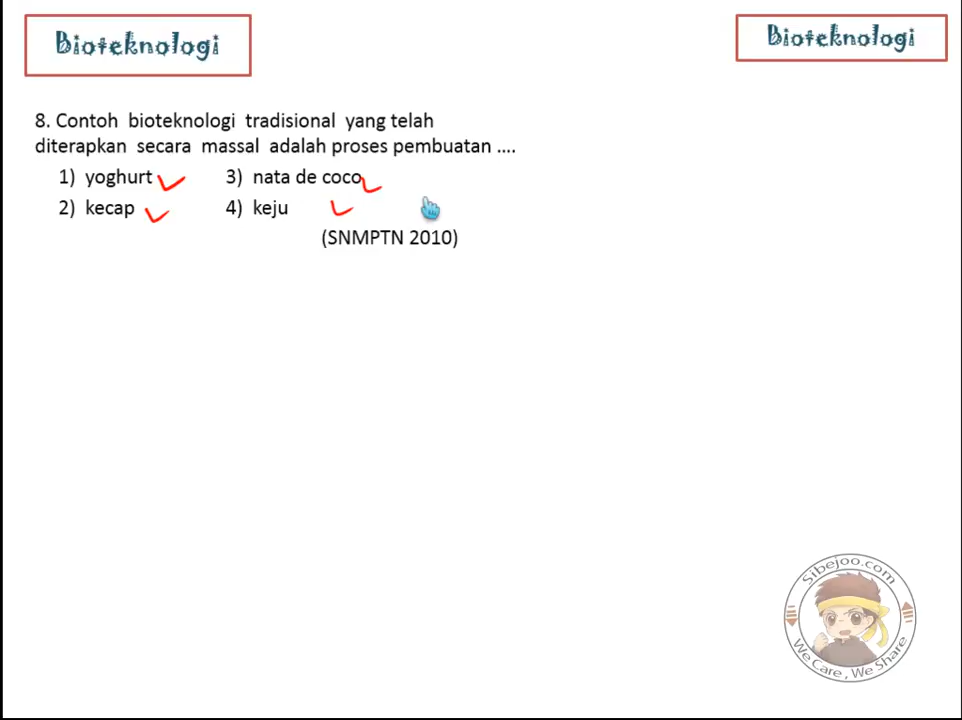 Bioteknologi
Bioteknologi
8. Contoh bioteknologi tradisional yang telah
diterapkan secara massal adalah proses pembuatan ....
1) yoghurt 3) nata de coco
2) kecap 4) keju
(SNMPTN 2010)
Sibejoo.com
We Care, We Share